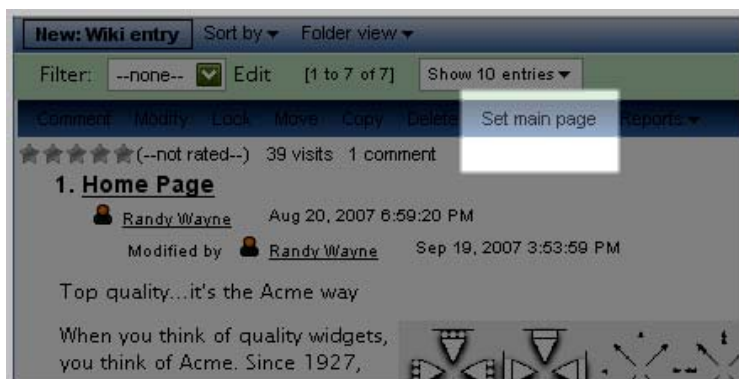 New: Wiki entry Sort by Folder view
Filter: --none-- Edit [1 to 7 of 7] Show 10 entries
Comment Modify Lock Move Copy Delete Set main page Reports
(--not rated--) 39 visits 1 comment
1. Home Page
Randy Wayne Aug 20, 2007 6:59:20 PM
Modified by Randy Wayne Sep 19, 2007 3:53:59 PM
Top quality...it's the Acme way
When you think of quality widgets,
you think of Acme. Since 1927,